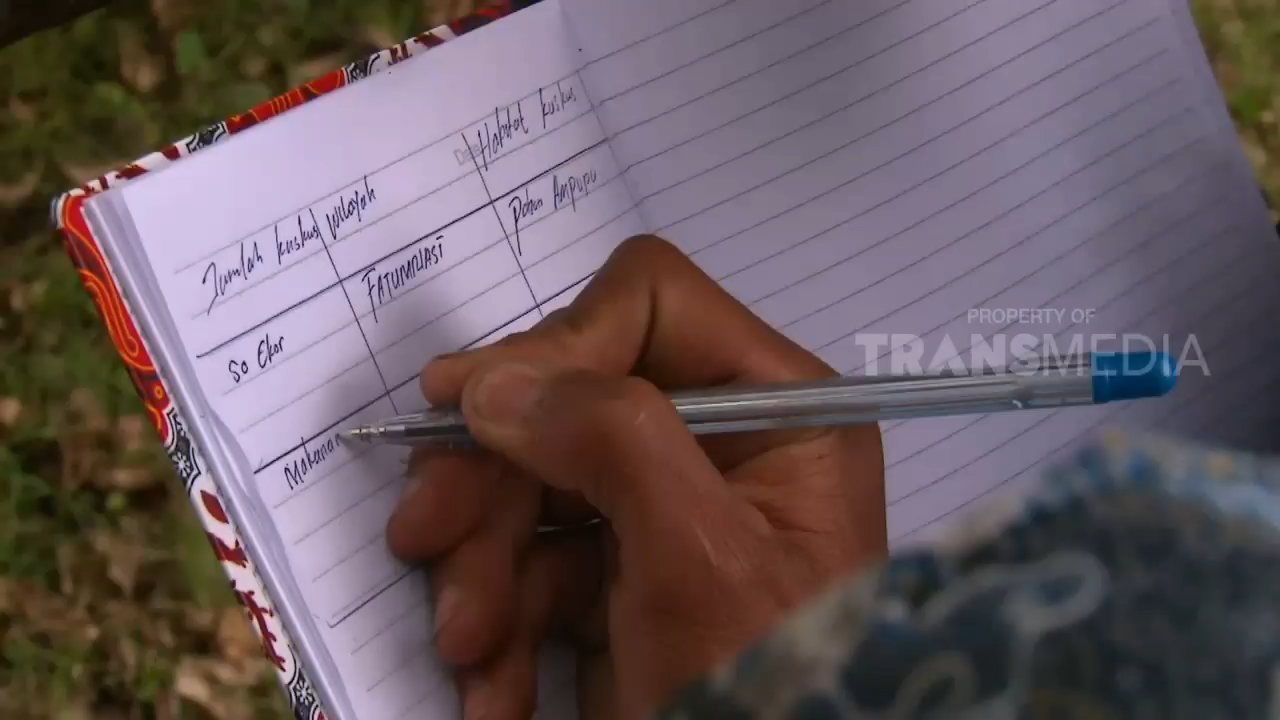 Jumlah kuskus wilayah Habitat kuskus
50 Ekor FATUMNASI Pohon Ampupu
Makanan
PROPERTY OF
TRANSMEDIA